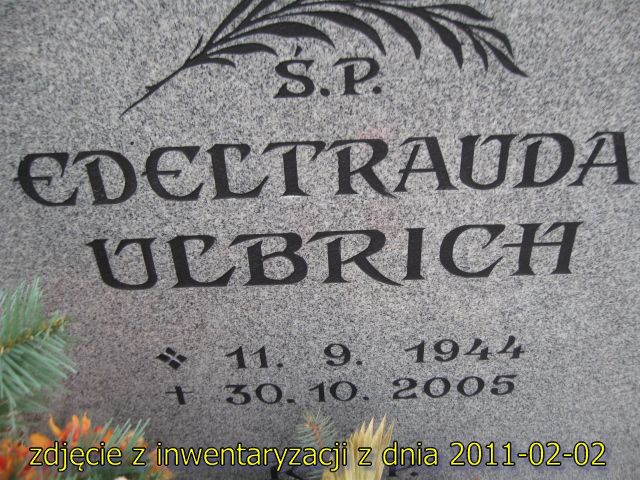 Ś.P.
EDELTRAUDA
ULBRICH
11. 9. 1944
† 30.10.2005
zdjęcie z inwentaryzacji z dnia 2011-02-02